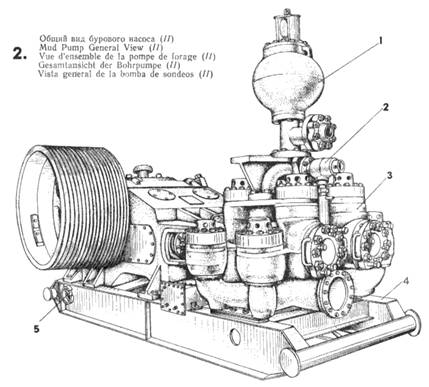 2.
Общий вид бурового насоса (II)
Mud Pump General View (II)
Vue d'ensemble de la pompe de forage (II)
Gesamtansicht der Bohrpumpe (II)
Vista general de la bomba de sondeos (II)
1
2
3
4
5